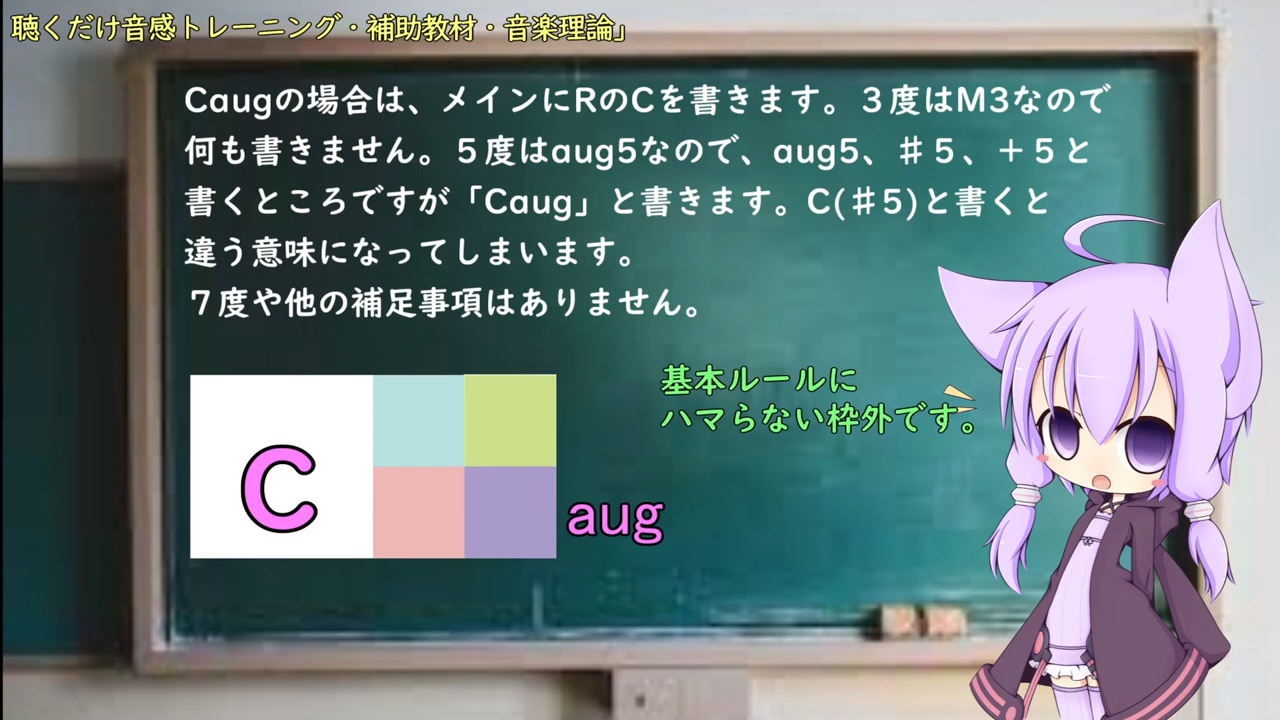 聴くだけ音感トレーニング・補助教材・音楽理論」
Caugの場合は、メインにRのCを書きます。３度はM3なので
何も書きません。５度はaug5なので、aug5、♯５、＋５と
書くところですが「Caug」と書きます。C(♯5)と書くと
違う意味になってしまいます。
７度や他の補足事項はありません。
基本ルールに
ハマらない枠外です。
C
aug